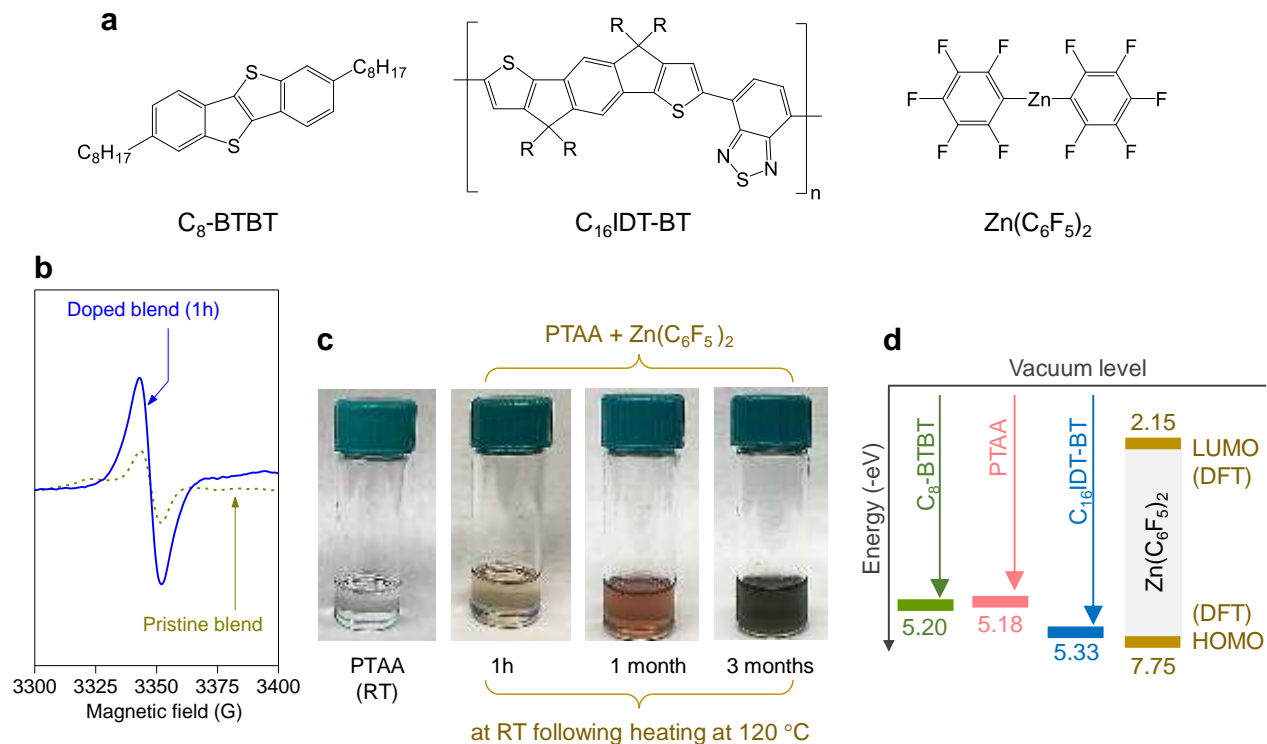 a
C8H17
S
S
C8H17
C8-BTBT
R R
S
S
R R
N N
S
n
C16IDT-BT
F F F F
F Zn F
F F F F
Zn(C6F5)2
b
Doped blend (1h)
Pristine blend
3300 3325 3350 3375 3400
Magnetic field (G)
c
PTAA + Zn(C6F5)2
PTAA
(RT)
1h
1 month
3 months
at RT following heating at 120 °C
d
Vacuum level
Energy (-eV)
C8-BTBT
5.20
PTAA
5.18
C16IDT-BT
5.33
2.15
LUMO
(DFT)
Zn(C6F5)2
(DFT)
HOMO
7.75